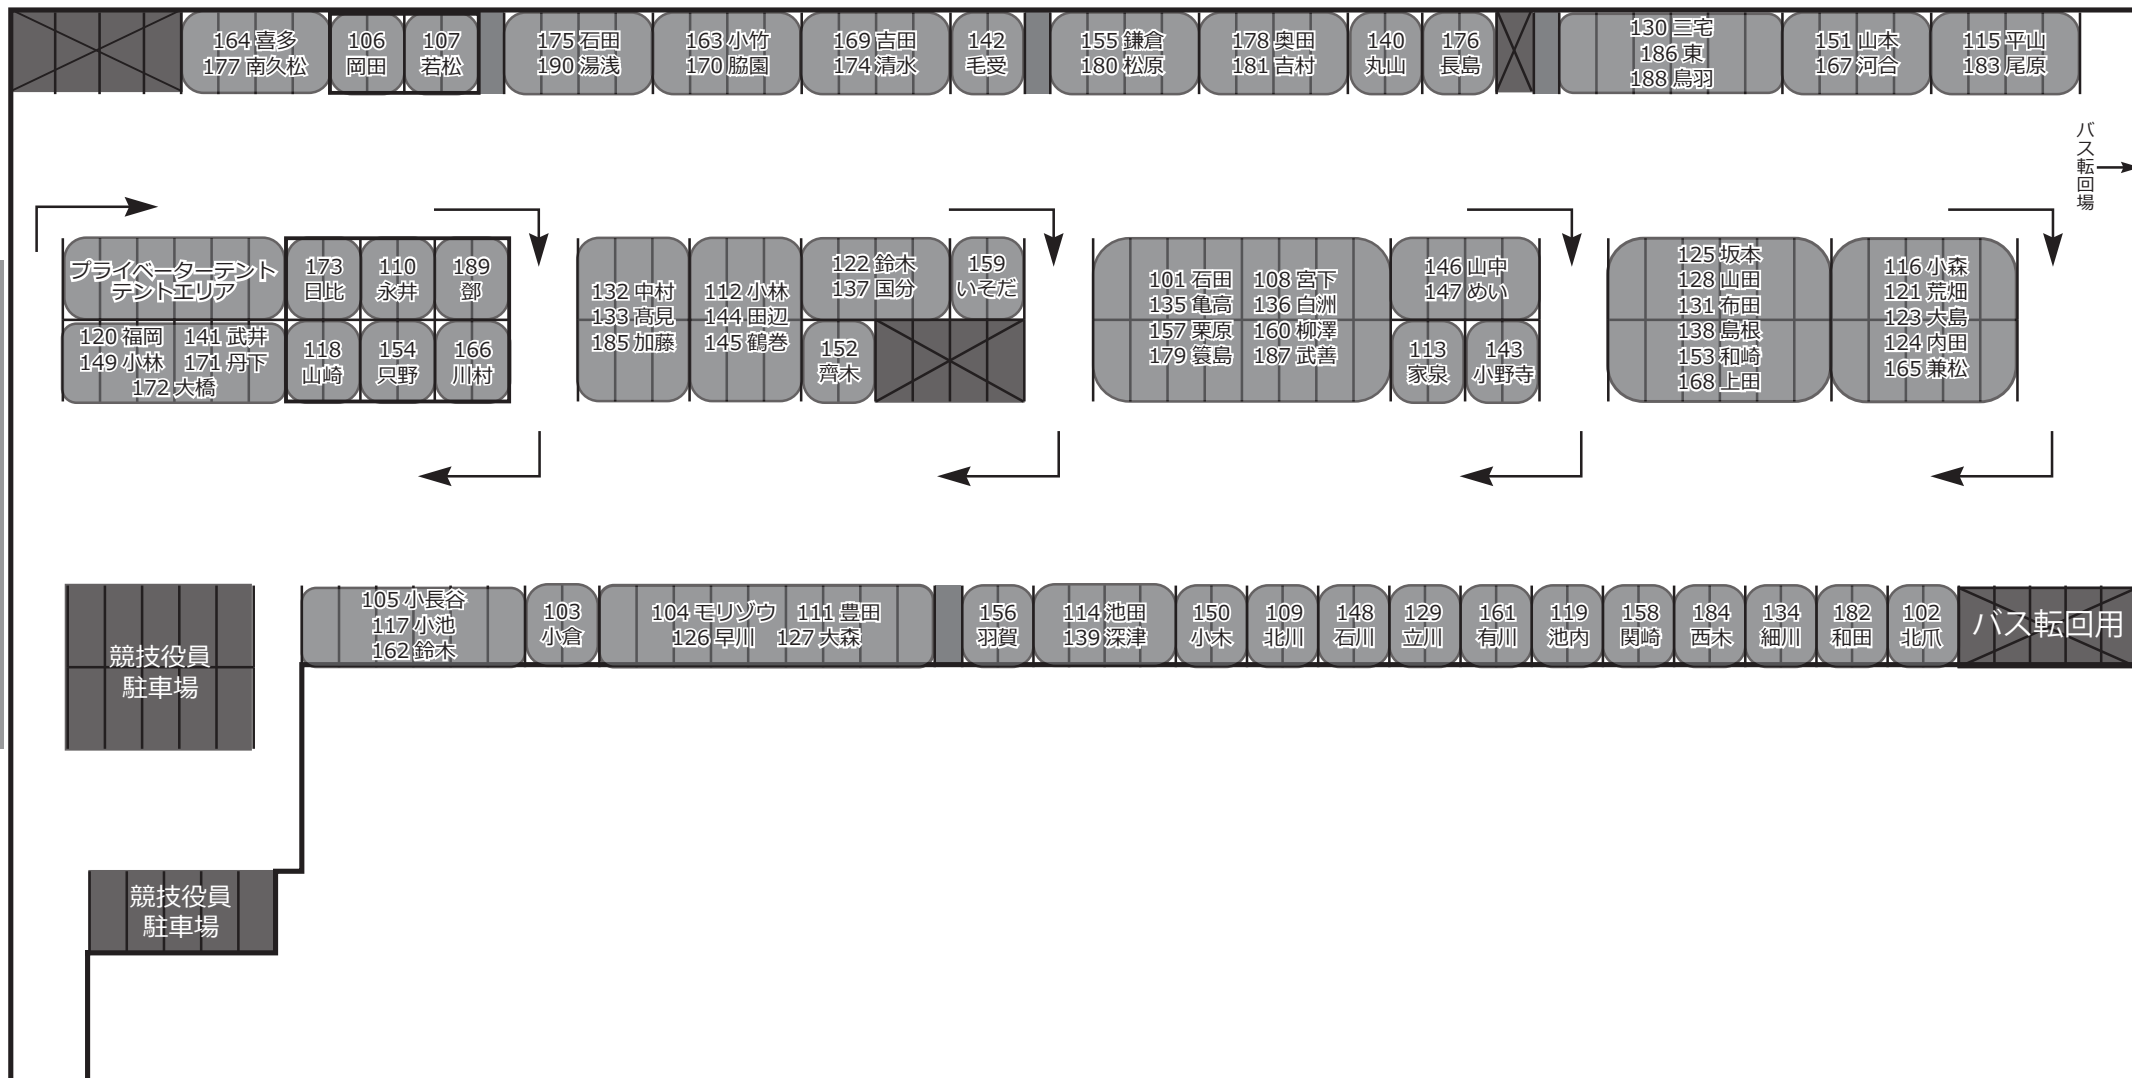 164 喜多
177 南久松
106
岡田
107
若松
175 石田
190 湯浅
163 小竹
170 脇園
169 吉田
174 清水
142
毛受
155 鎌倉
180 松原
178 奥田
181 吉村
140
丸山
176
長島
130 三宅
186 東
188 鳥羽
151 山本
167 河合
115 平山
183 尾原
バス転回場
プライベーターテント
テントエリア
173
日比
110
永井
189
鄧
120 福岡 141 武井
149 小林 171 丹下
172 大橋
118
山崎
154
只野
166
川村
132 中村
133 髙見
185 加藤
112 小林
144 田辺
145 鶴巻
122 鈴木
137 国分
159
いそだ
152
齊木
101 石田 108 宮下
135 亀高 136 白洲
157 栗原 160 柳澤
179 簑島 187 武善
146 山中
147 めい
113
家泉
143
小野寺
125 坂本
128 山田
131 布田
138 島根
153 和崎
168 上田
116 小森
121 荒畑
123 大島
124 内田
165 兼松
競技役員
駐車場
105 小長谷
117 小池
162 鈴木
103
小倉
104 モリゾウ 111 豊田
126 早川 127 大森
156
羽賀
114 池田
139 深津
150
小木
109
北川
148
石川
129
立川
161
有川
119
池内
158
関崎
184
西木
134
細川
182
和田
102
北爪
バス転回用
競技役員
駐車場